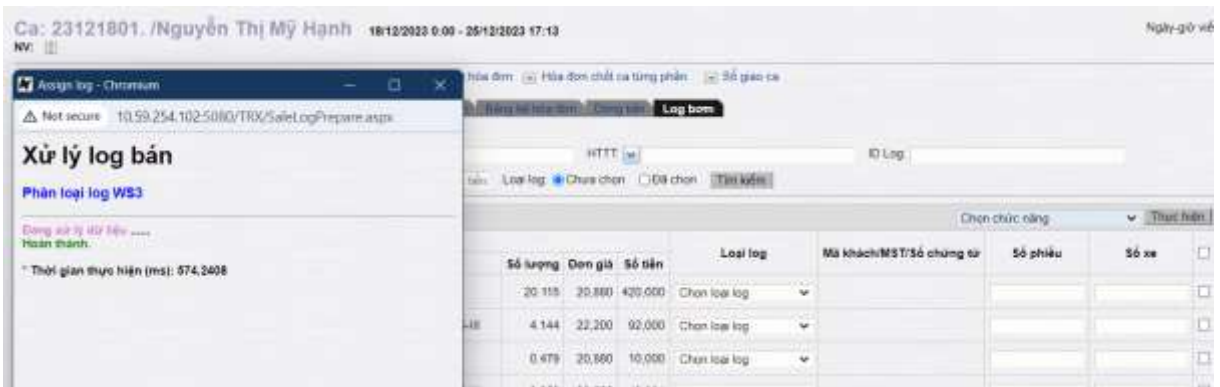 Ca: 23121801. /Nguyễn Thị Mỹ Hạnh 18/12/2023 0:00 - 25/12/2023 17:13
Ngày-giờ
NV:
hóa đơn Hóa đơn chốt ca từng phần Sổ giao ca
Log bơm
Assign log - Chromium
Not secure 10.59.254.102:5080/TRX/SaleLogPrepare.aspx
Xử lý log bán
Phân loại log WS3
Đang xử lý dữ liệu .....
Hoàn thành.
* Thời gian thực hiện (ms): 574,2408
HTTT
ID Log:
Loại log: Chưa chọn Đã chọn Tìm kiếm
Chọn chức năng Thực hiện
Số lượng Đơn giá Số tiền Loại log Mã khách/MST/Số chứng từ Số phiếu Số xe
20.115 20,880 420,000 Chọn loại log
4.144 22,200 92,000 Chọn loại log
0.479 20,880 10,000 Chọn loại log